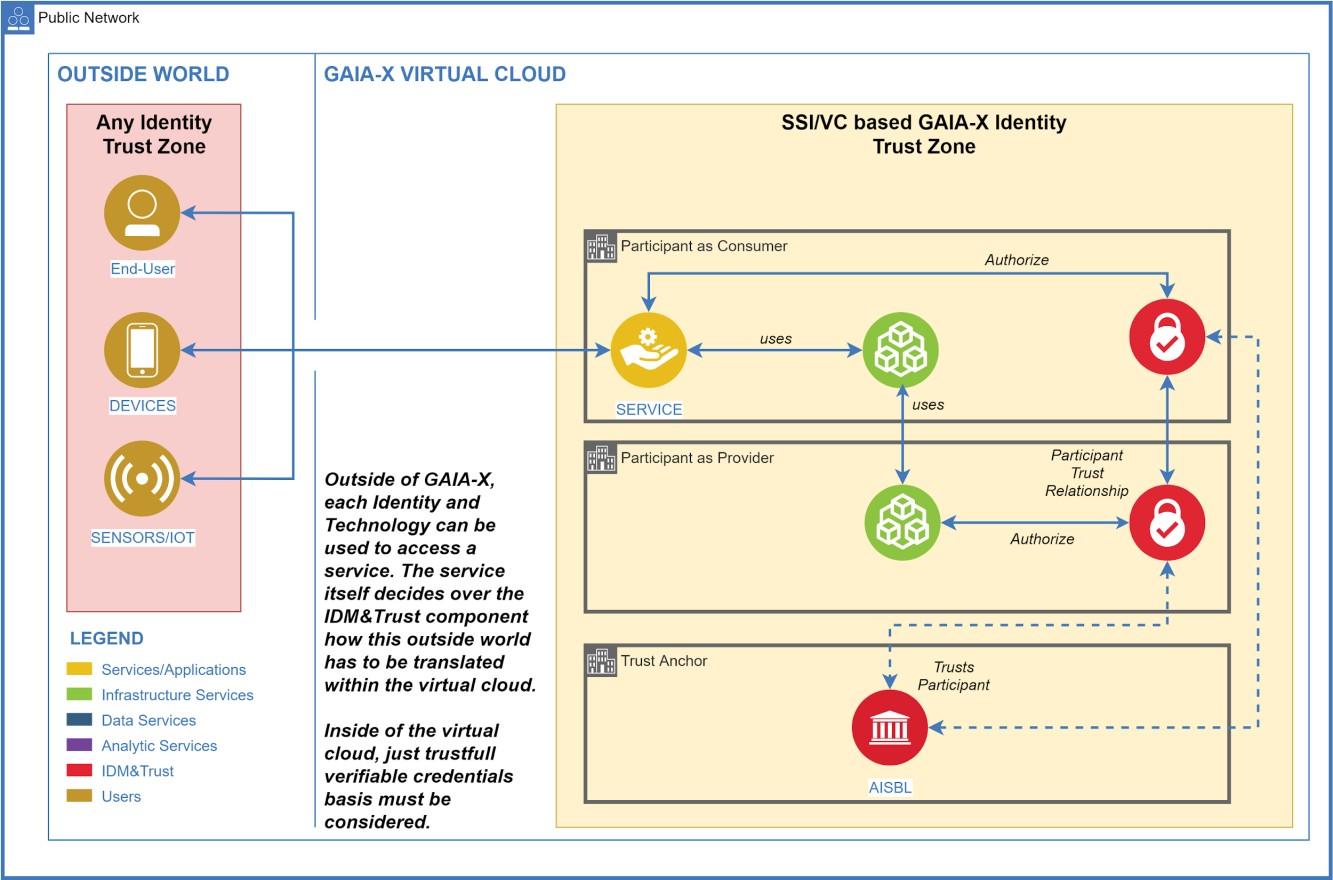 Public Network
OUTSIDE WORLD
GAIA-X VIRTUAL CLOUD
Any Identity
Trust Zone
End-User
DEVICES
SENSORS/IOT
LEGEND
Services/Applications
Infrastructure Services
Data Services
Analytic Services
IDM&Trust
Users
Outside of GAIA-X,
each Identity and
Technology can be
used to access a
service. The service
itself decides over the
IDM&Trust component
how this outside world
has to be translated
within the virtual cloud.
Inside of the virtual
cloud, just trustfull
verifiable credentials
basis must be
considered.
SSI/VC based GAIA-X Identity
Trust Zone
Participant as Consumer
Authorize
uses
SERVICE
uses
Participant as Provider
Participant
Trust
Relationship
Authorize
Trust Anchor
Trusts
Participant
AISBL